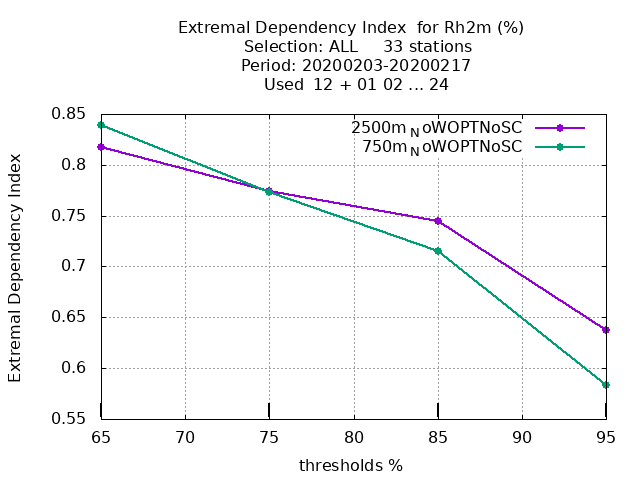 Extremal Dependency Index  for Rh2m (%)
Selection: ALL     33 stations
Period: 20200203-20200217
Used  12 + 01 02 ... 24
2500m_NoWOPTNoSC
750m_NoWOPTNoSC
Extremal Dependency Index
0.85
0.8
0.75
0.7
0.65
0.6
0.55
65 70 75 80 85 90 95
thresholds %